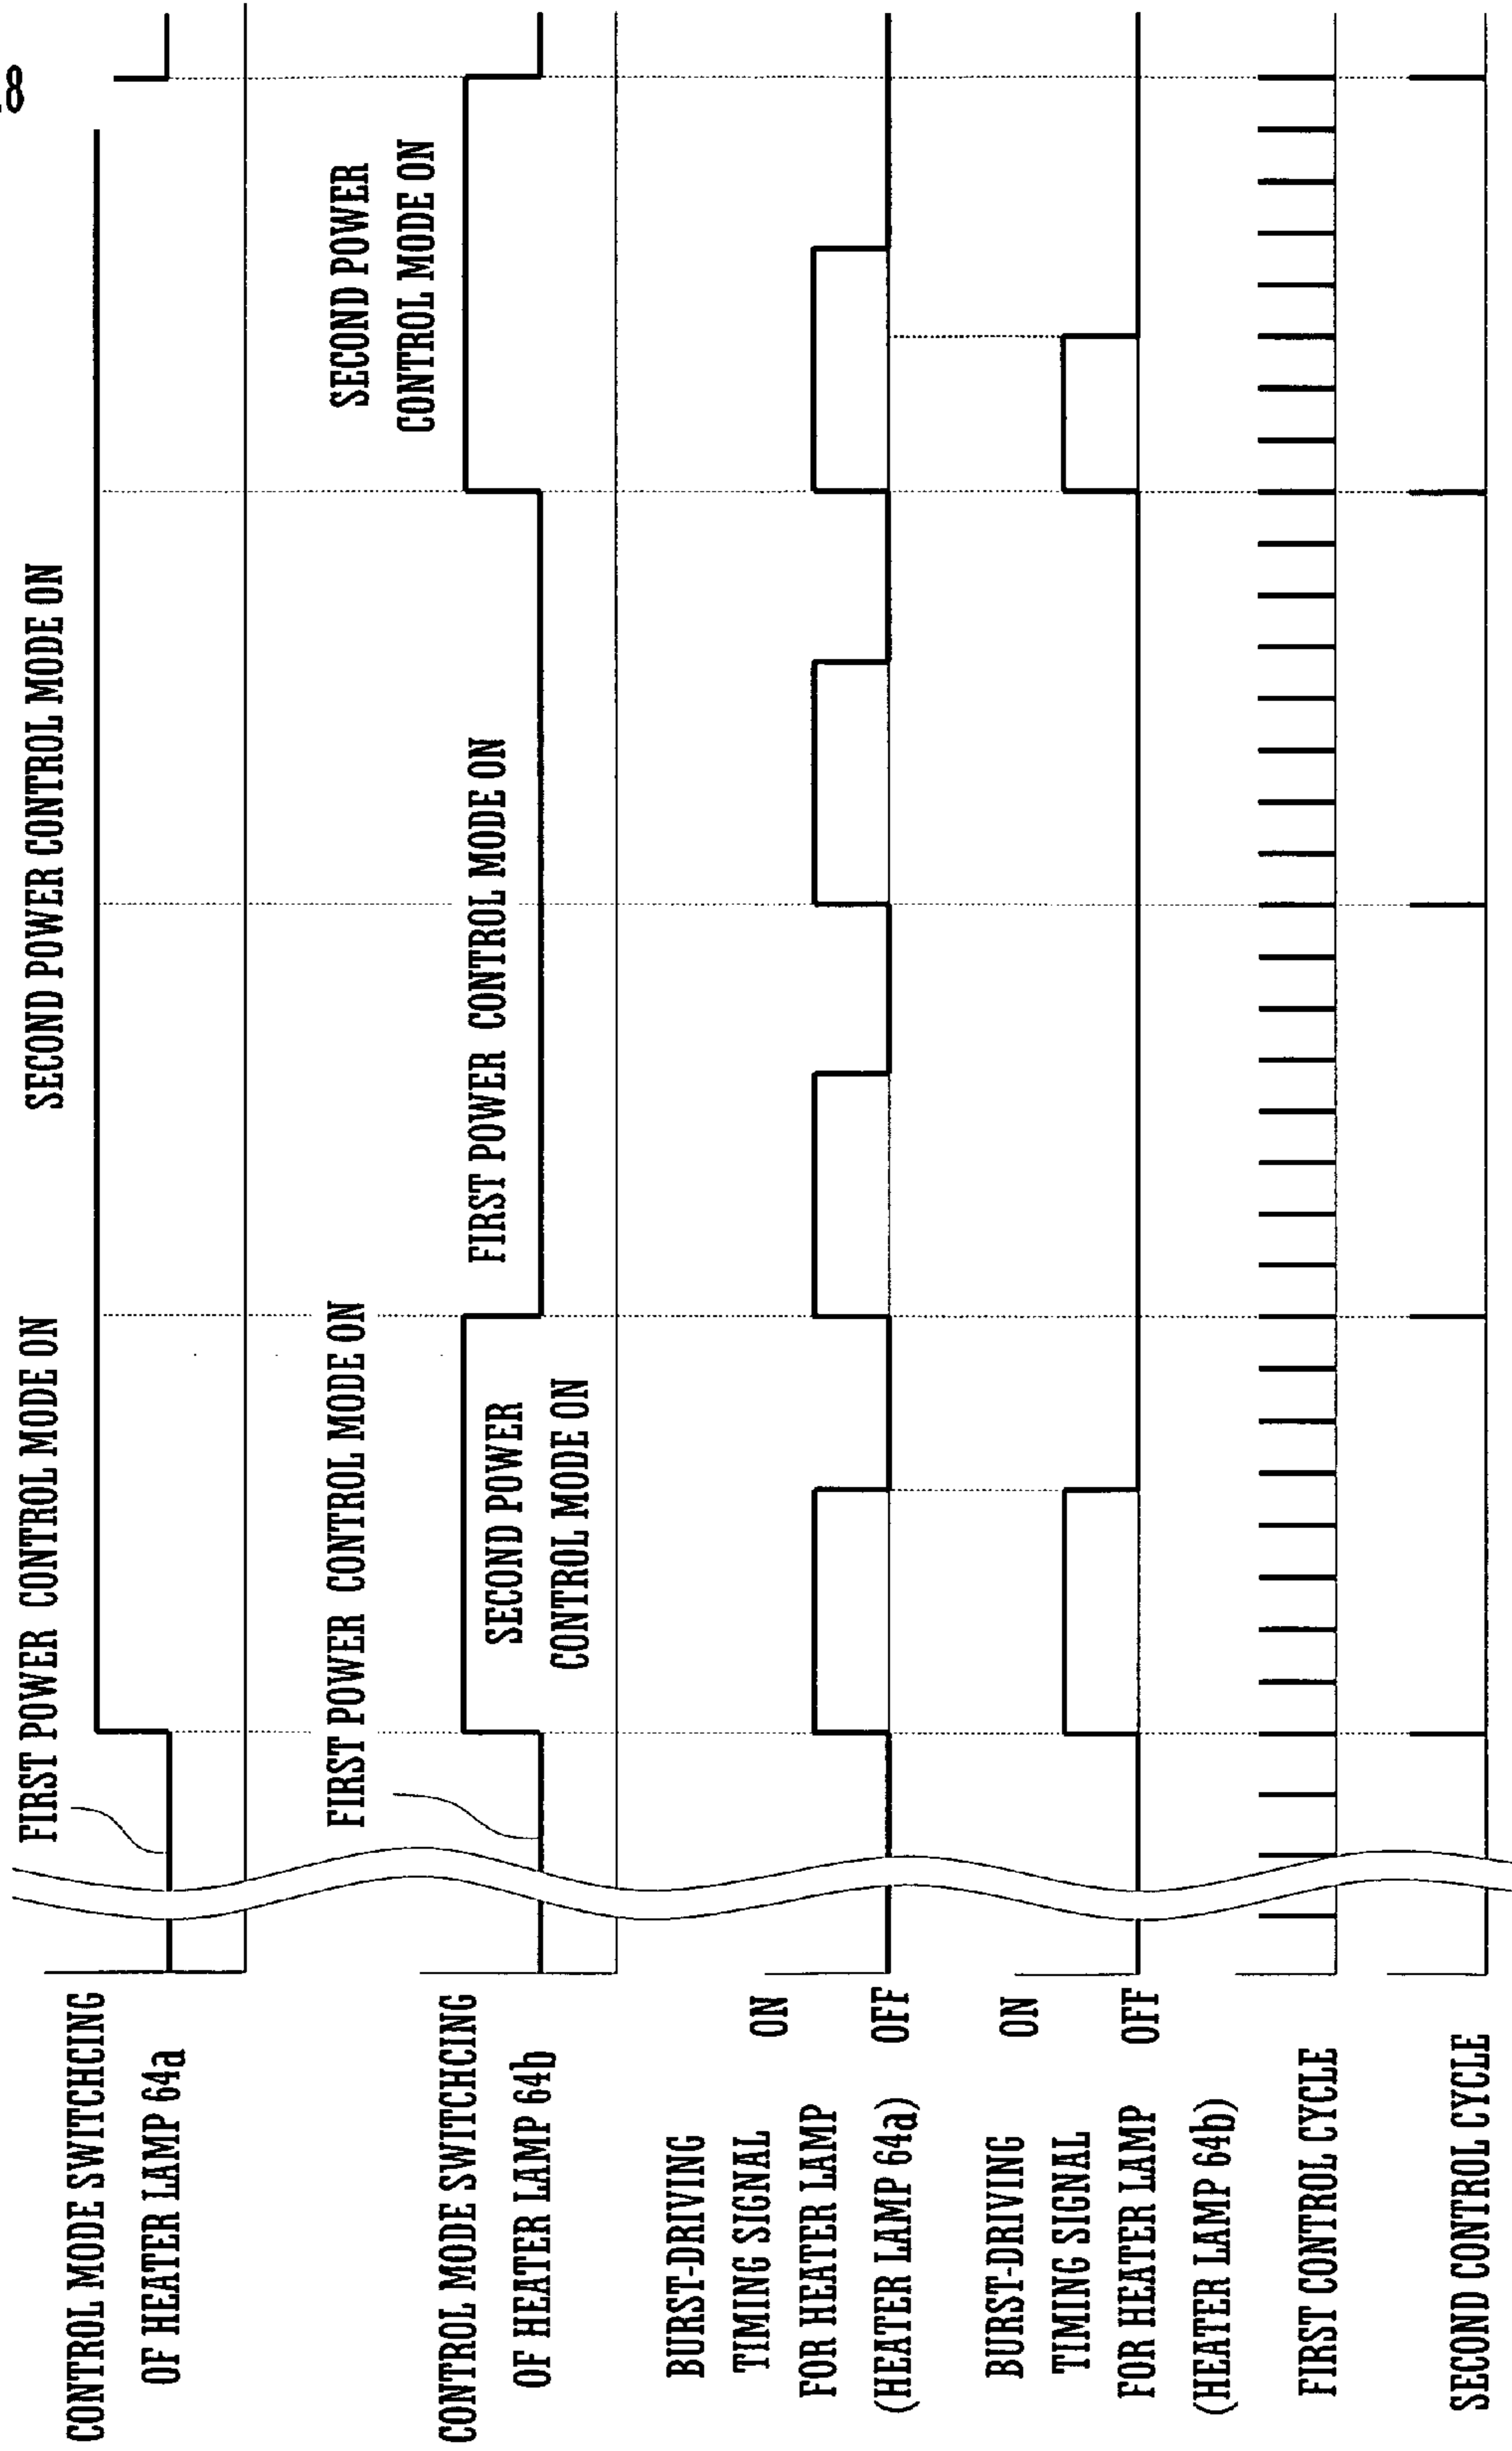 8
CONTROL MODE SWITCHCING
OF HEATER LAMP 64a
FIRST POWER CONTROL MODE ON
SECOND POWER CONTROL MODE ON
CONTROL MODE SWITCHCING
OF HEATER LAMP 64b
FIRST POWER CONTROL MODE ON
SECOND POWER
CONTROL MODE ON
FIRST POWER CONTROL MODE ON
SECOND POWER
CONTROL MODE ON
BURST-DRIVING
TIMING SIGNAL
FOR HEATER LAMP
(HEATER LAMP 64a)
ON
OFF
BURST-DRIVING
TIMING SIGNAL
FOR HEATER LAMP
(HEATER LAMP 64b)
ON
OFF
FIRST CONTROL CYCLE
SECOND CONTROL CYCLE